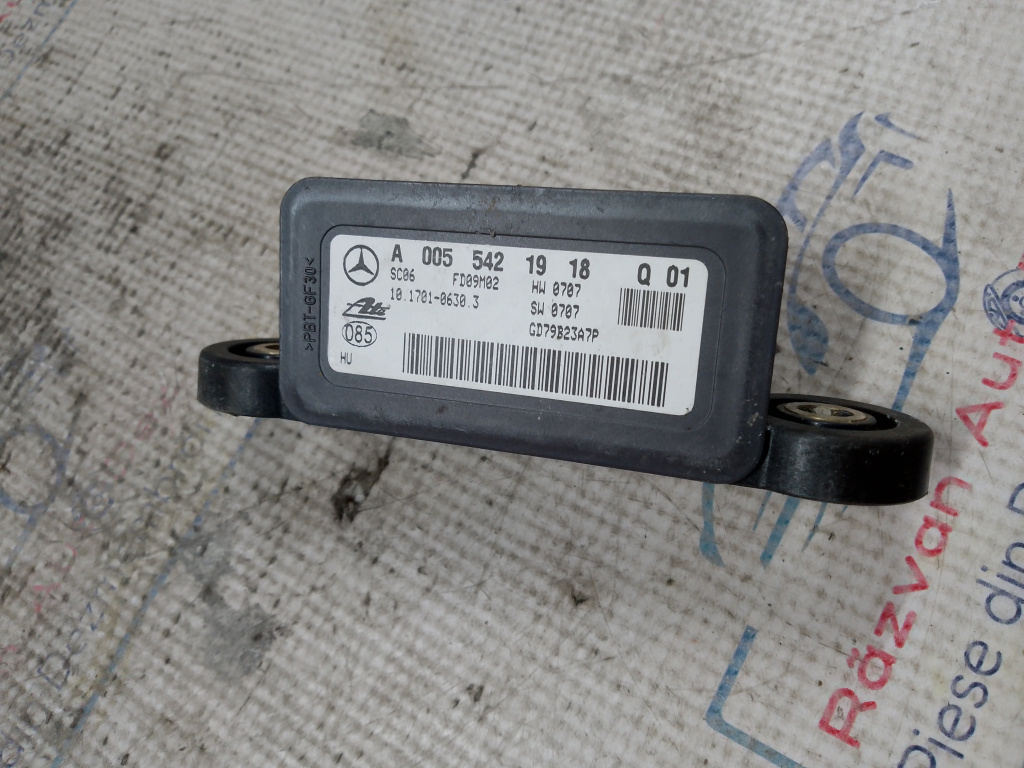 A 005 542 19 18 Q 01
SC06 FD09M02 HW 0707
10.1701-0630.3 SW 0707
Ate
GD79B23A7P
085
HU
>PBT-GF30<
Răzvan Auto
Piese din